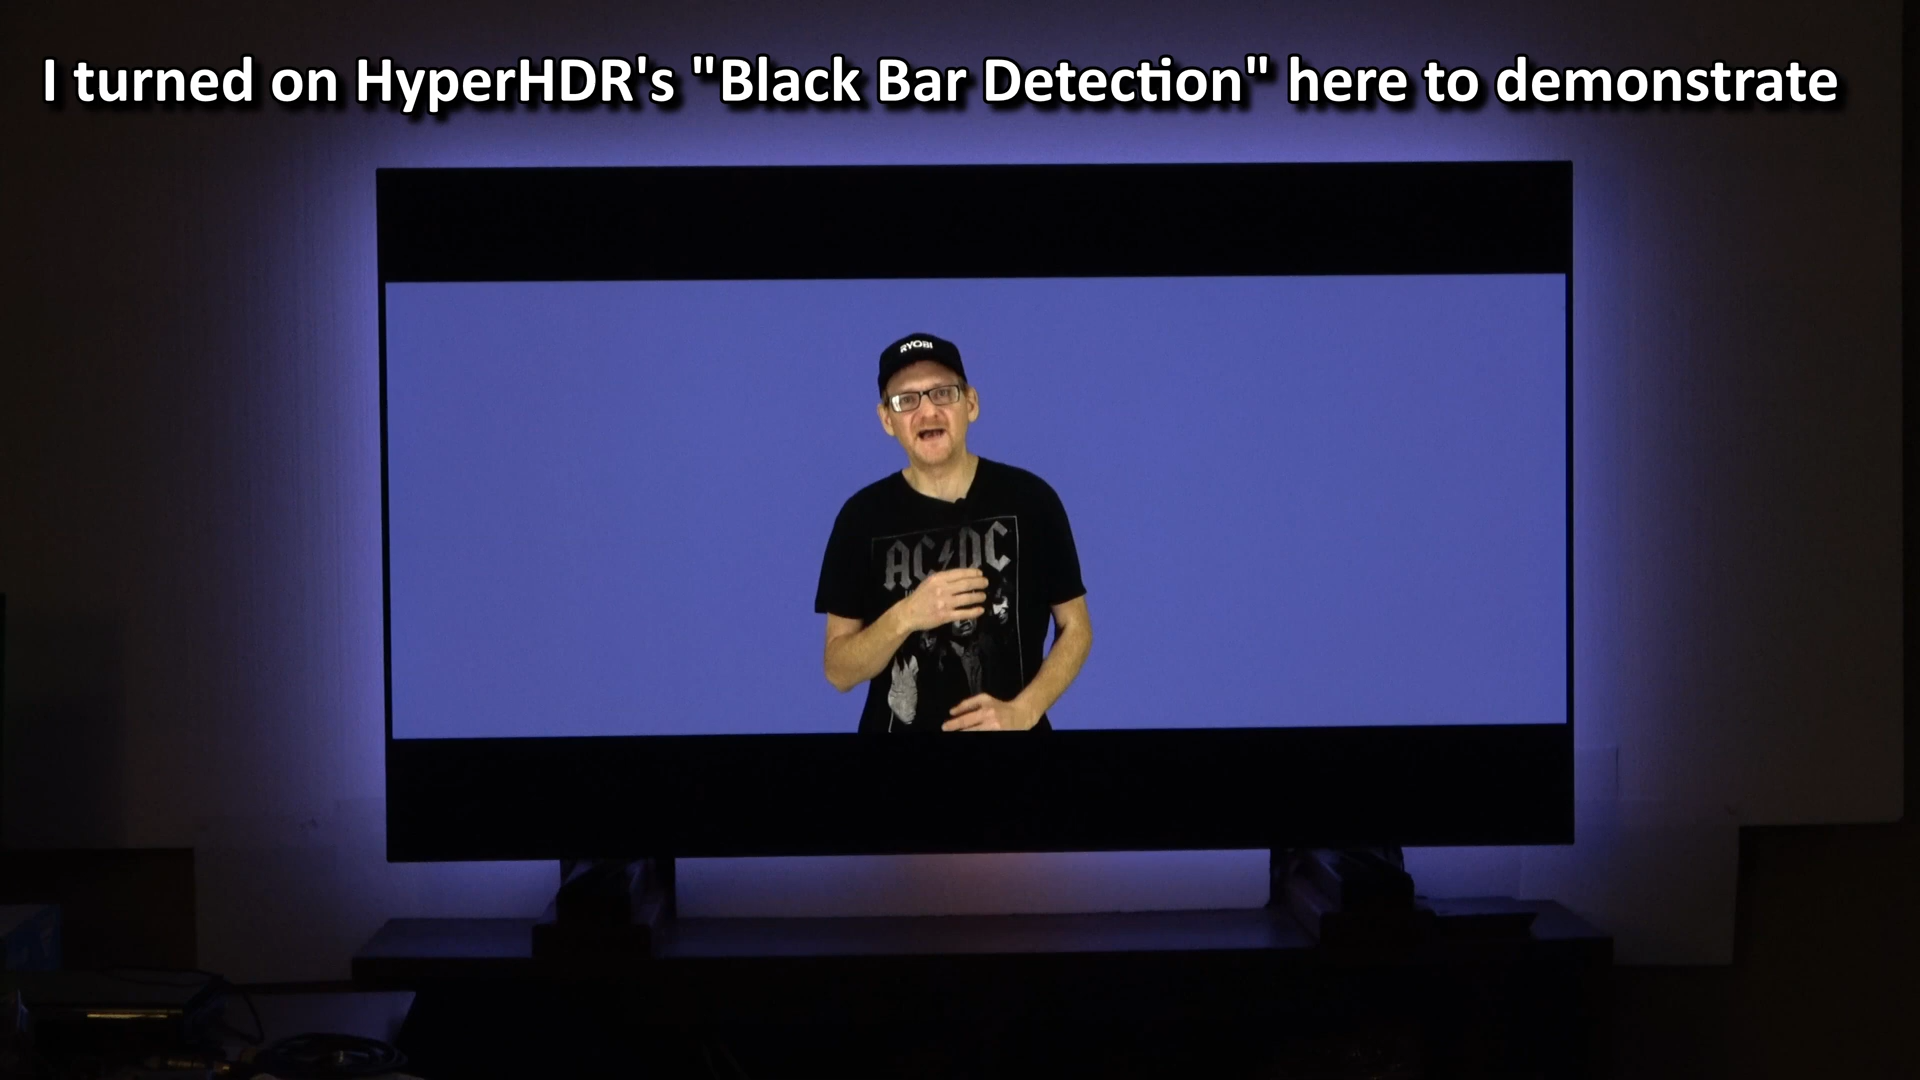 I turned on HyperHDR's "Black Bar Detection" here to demonstrate
RYOBI
AC⚡DC